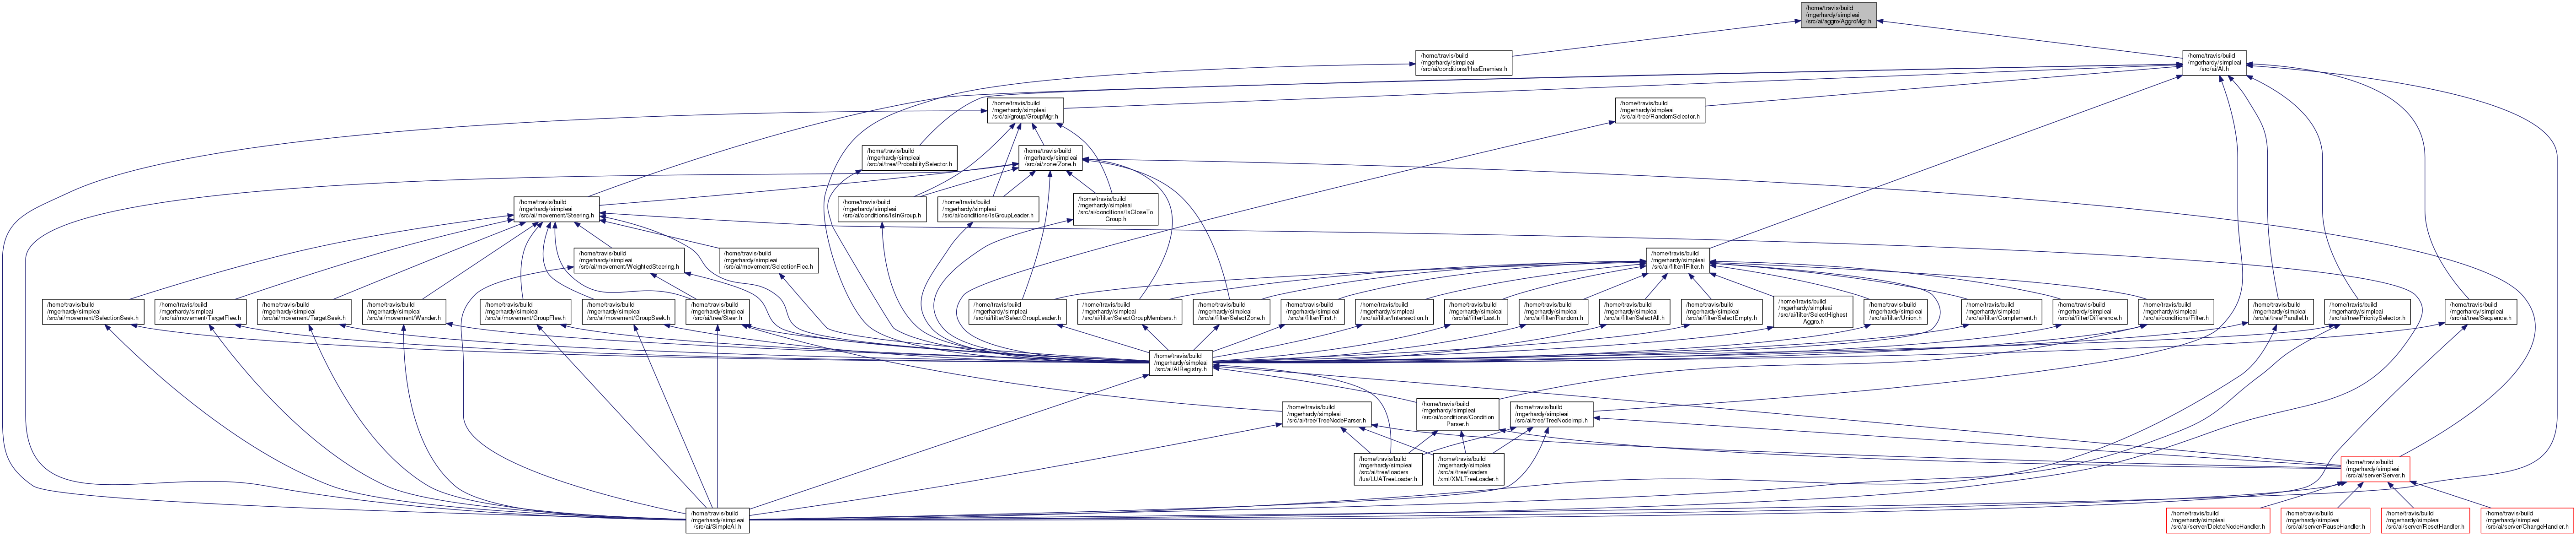 /home/travis/build
/mgerhardy/simpleai
/src/ai/aggro/AggroMgr.h
/home/travis/build
/mgerhardy/simpleai
/src/ai/conditions/HasEnemies.h
/home/travis/build
/mgerhardy/simpleai
/src/ai/AI.h
/home/travis/build
/mgerhardy/simpleai
/src/ai/group/GroupMgr.h
/home/travis/build
/mgerhardy/simpleai
/src/ai/tree/RandomSelector.h
/home/travis/build
/mgerhardy/simpleai
/src/ai/tree/ProbabilitySelector.h
/home/travis/build
/mgerhardy/simpleai
/src/ai/zone/Zone.h
/home/travis/build
/mgerhardy/simpleai
/src/ai/movement/Steering.h
/home/travis/build
/mgerhardy/simpleai
/src/ai/conditions/IsInGroup.h
/home/travis/build
/mgerhardy/simpleai
/src/ai/conditions/IsGroupLeader.h
/home/travis/build
/mgerhardy/simpleai
/src/ai/conditions/IsCloseTo
Group.h
/home/travis/build
/mgerhardy/simpleai
/src/ai/movement/WeightedSteering.h
/home/travis/build
/mgerhardy/simpleai
/src/ai/movement/SelectionFlee.h
/home/travis/build
/mgerhardy/simpleai
/src/ai/filter/IFilter.h
/home/travis/build
/mgerhardy/simpleai
/src/ai/movement/SelectionSeek.h
/home/travis/build
/mgerhardy/simpleai
/src/ai/movement/TargetFlee.h
/home/travis/build
/mgerhardy/simpleai
/src/ai/movement/TargetSeek.h
/home/travis/build
/mgerhardy/simpleai
/src/ai/movement/Wander.h
/home/travis/build
/mgerhardy/simpleai
/src/ai/movement/GroupFlee.h
/home/travis/build
/mgerhardy/simpleai
/src/ai/movement/GroupSeek.h
/home/travis/build
/mgerhardy/simpleai
/src/ai/tree/Steer.h
/home/travis/build
/mgerhardy/simpleai
/src/ai/filter/SelectGroupLeader.h
/home/travis/build
/mgerhardy/simpleai
/src/ai/filter/SelectGroupMembers.h
/home/travis/build
/mgerhardy/simpleai
/src/ai/filter/SelectZone.h
/home/travis/build
/mgerhardy/simpleai
/src/ai/filter/First.h
/home/travis/build
/mgerhardy/simpleai
/src/ai/filter/Intersection.h
/home/travis/build
/mgerhardy/simpleai
/src/ai/filter/Last.h
/home/travis/build
/mgerhardy/simpleai
/src/ai/filter/Random.h
/home/travis/build
/mgerhardy/simpleai
/src/ai/filter/SelectAll.h
/home/travis/build
/mgerhardy/simpleai
/src/ai/filter/SelectEmpty.h
/home/travis/build
/mgerhardy/simpleai
/src/ai/filter/SelectHighest
Aggro.h
/home/travis/build
/mgerhardy/simpleai
/src/ai/filter/Union.h
/home/travis/build
/mgerhardy/simpleai
/src/ai/filter/Complement.h
/home/travis/build
/mgerhardy/simpleai
/src/ai/filter/Difference.h
/home/travis/build
/mgerhardy/simpleai
/src/ai/conditions/Filter.h
/home/travis/build
/mgerhardy/simpleai
/src/ai/tree/Parallel.h
/home/travis/build
/mgerhardy/simpleai
/src/ai/tree/PrioritySelector.h
/home/travis/build
/mgerhardy/simpleai
/src/ai/tree/Sequence.h
/home/travis/build
/mgerhardy/simpleai
/src/ai/AIRegistry.h
/home/travis/build
/mgerhardy/simpleai
/src/ai/tree/TreeNodeParser.h
/home/travis/build
/mgerhardy/simpleai
/src/ai/conditions/Condition
Parser.h
/home/travis/build
/mgerhardy/simpleai
/src/ai/tree/TreeNodeImpl.h
/home/travis/build
/mgerhardy/simpleai
/src/ai/tree/loaders
/lua/LUATreeLoader.h
/home/travis/build
/mgerhardy/simpleai
/src/ai/tree/loaders
/xml/XMLTreeLoader.h
/home/travis/build
/mgerhardy/simpleai
/src/ai/server/Server.h
/home/travis/build
/mgerhardy/simpleai
/src/ai/SimpleAI.h
/home/travis/build
/mgerhardy/simpleai
/src/ai/server/DeleteNodeHandler.h
/home/travis/build
/mgerhardy/simpleai
/src/ai/server/PauseHandler.h
/home/travis/build
/mgerhardy/simpleai
/src/ai/server/ResetHandler.h
/home/travis/build
/mgerhardy/simpleai
/src/ai/server/ChangeHandler.h